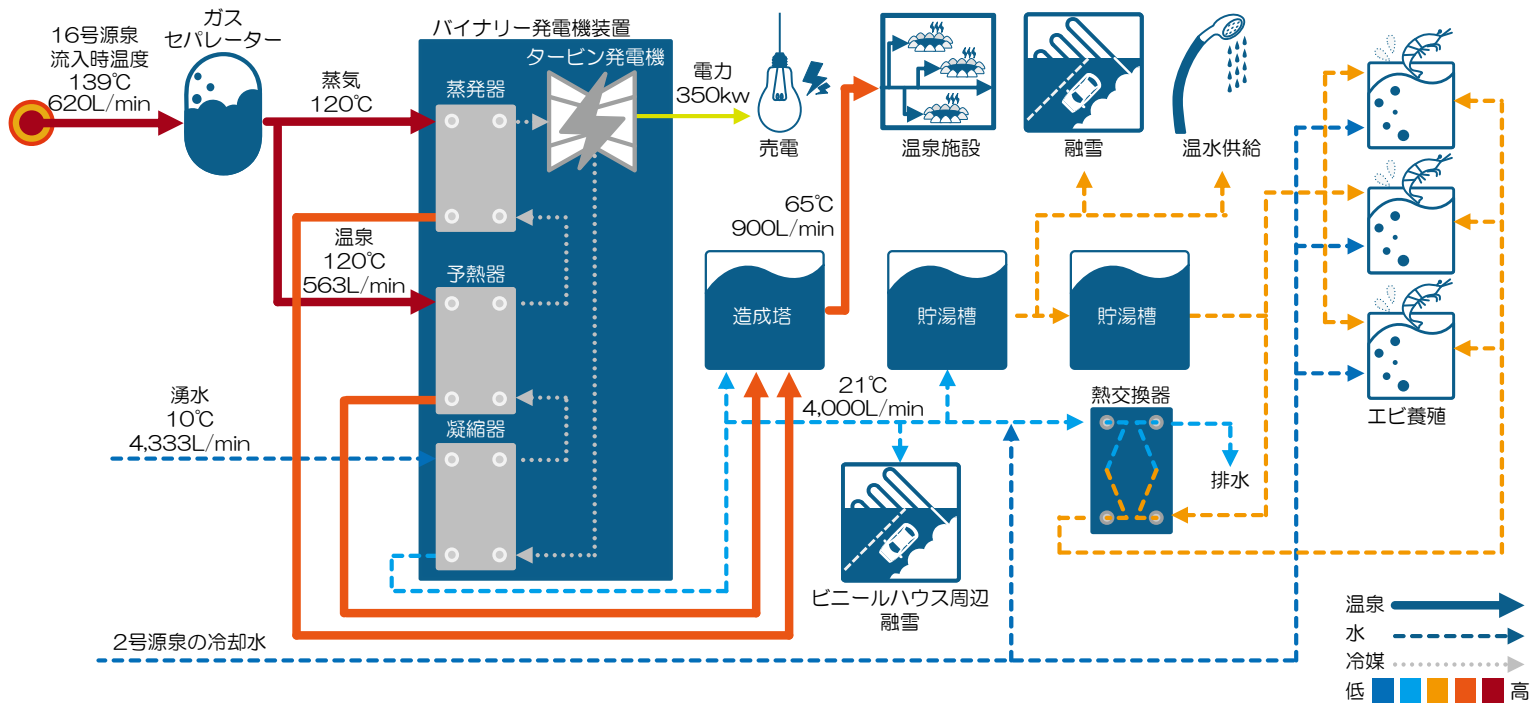 16号源泉
流入時温度
139℃
620L/min
ガス
セパレーター
蒸気
120℃
温泉
120℃
563L/min
バイナリー発電機装置
タービン発電機
蒸発器
予熱器
凝縮器
湧水
10℃
4,333L/min
2号源泉の冷却水
電力
350kw
売電
温泉施設
融雪
温水供給
65℃
900L/min
造成塔
貯湯槽
貯湯槽
21℃
4,000L/min
ビニールハウス周辺
融雪
熱交換器
排水
エビ養殖
温泉
水
冷媒
低 高